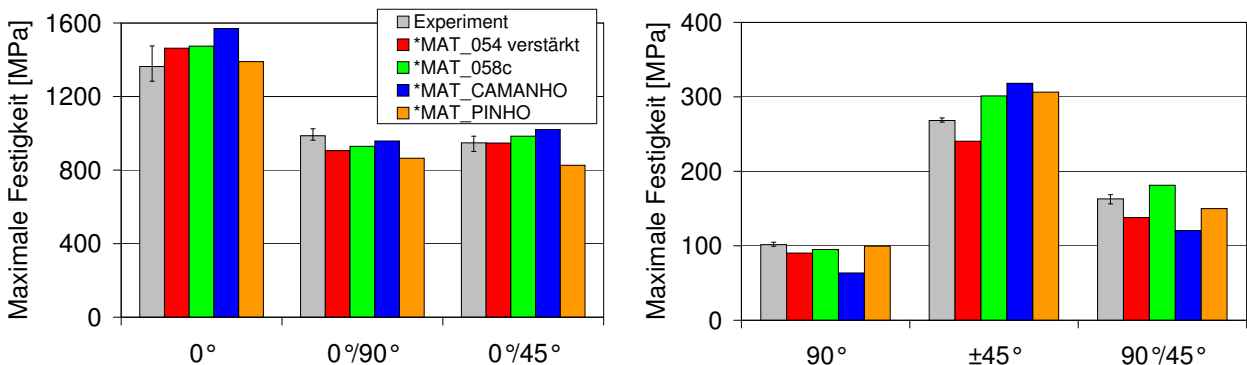 Maximale Festigkeit [MPa]
1600
1200
800
400
0
Experiment
*MAT_054 verstärkt
*MAT_058c
*MAT_CAMANHO
*MAT_PINHO
0° 0°/90° 0°/45°
Maximale Festigkeit [MPa]
400
300
200
100
0
90° ±45° 90°/45°